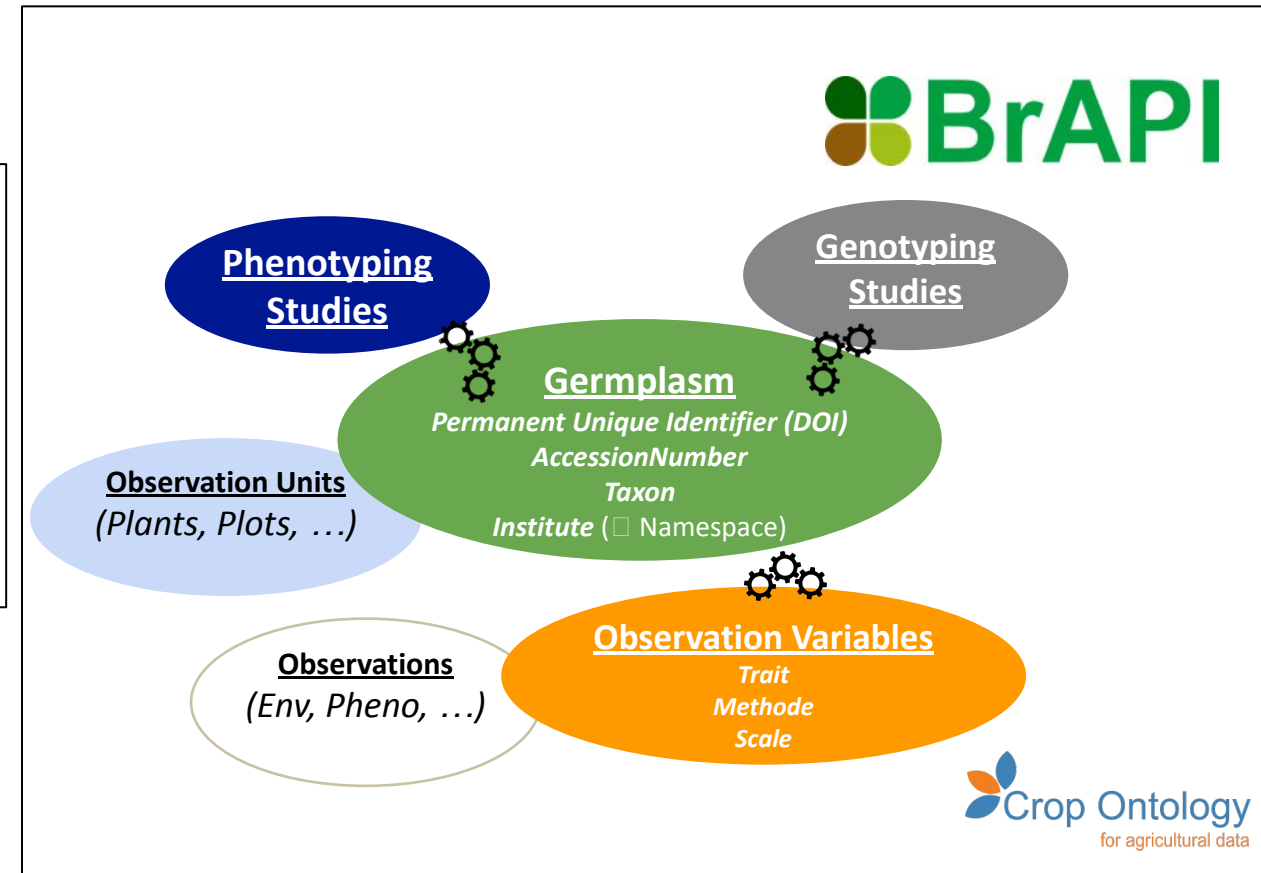 BrAPI
Phenotyping
Studies
Genotyping
Studies
Germplasm
Permanent Unique Identifier (DOI)
AccessionNumber
Taxon
Institute (□ Namespace)
Observation Units
(Plants, Plots, …)
Observation Variables
Trait
Methode
Scale
Observations
(Env, Pheno, …)
Crop Ontology
for agricultural data